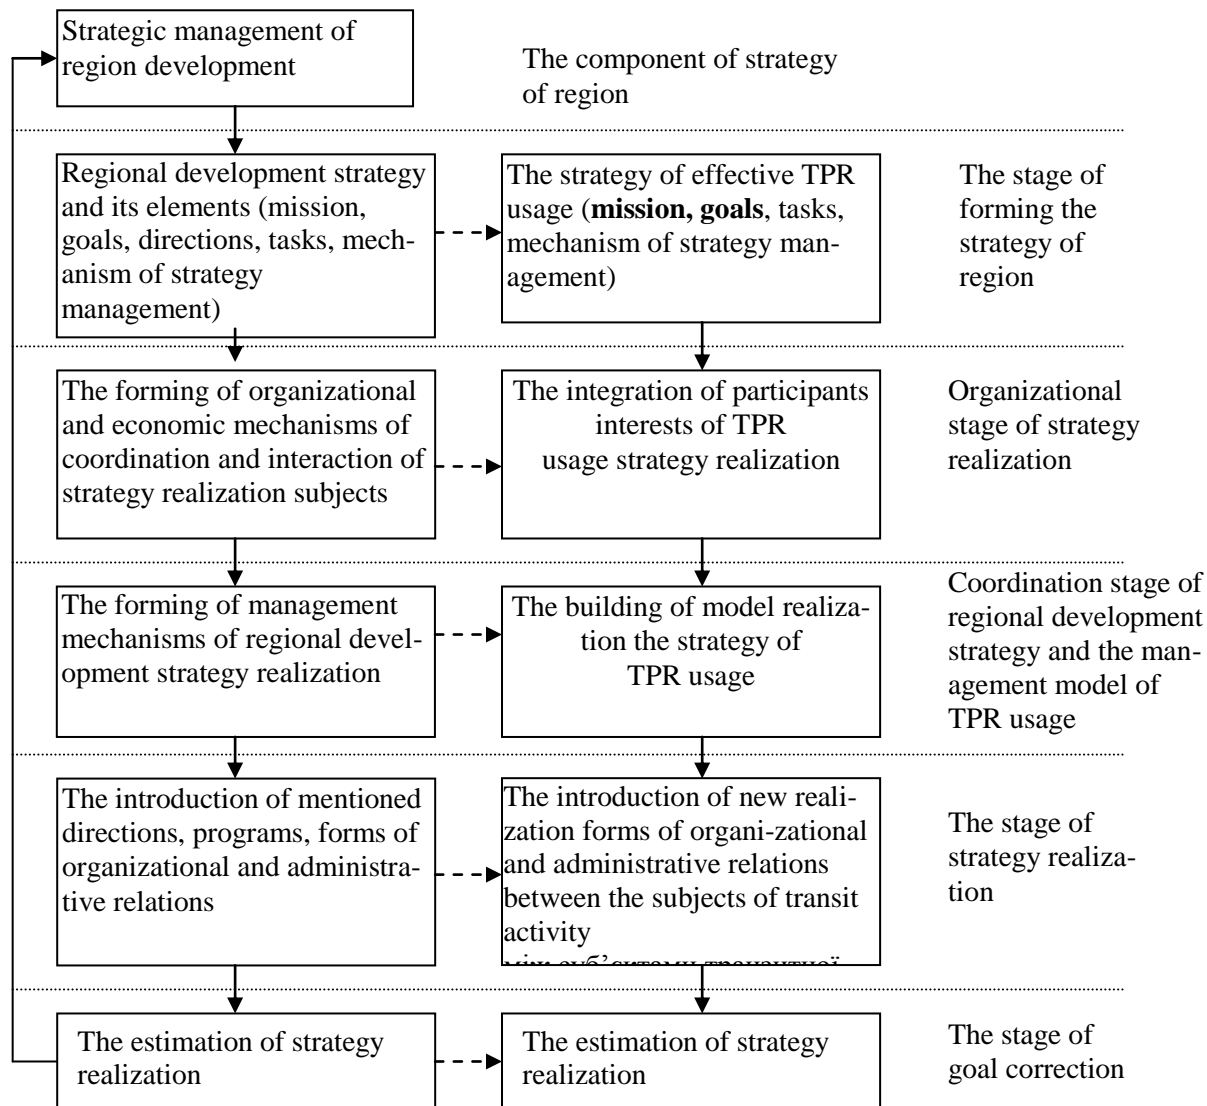 Strategic management of
region development
The component of strategy
of region
Regional development strategy
and its elements (mission,
goals, directions, tasks, mech-
anism of strategy
management)
The strategy of effective TPR
usage (mission, goals, tasks,
mechanism of strategy man-
agement)
The stage of
forming the
strategy of
region
The forming of organizational
and economic mechanisms of
coordination and interaction of
strategy realization subjects
The integration of participants
interests of TPR
usage strategy realization
Organizational
stage of strategy
realization
The forming of management
mechanisms of regional devel-
opment strategy realization
The building of model realiza-
tion the strategy of
TPR usage
Coordination stage of
regional development
strategy and the man-
agement model of
TPR usage
The introduction of mentioned
directions, programs, forms of
organizational and administra-
tive relations
The introduction of new reali-
zation forms of organi-zational
and administrative relations
between the subjects of transit
activity
між суб’єктами транзитної
The stage of
strategy realiza-
tion
The estimation of strategy
realization
The estimation of strategy
realization
The stage of
goal correction